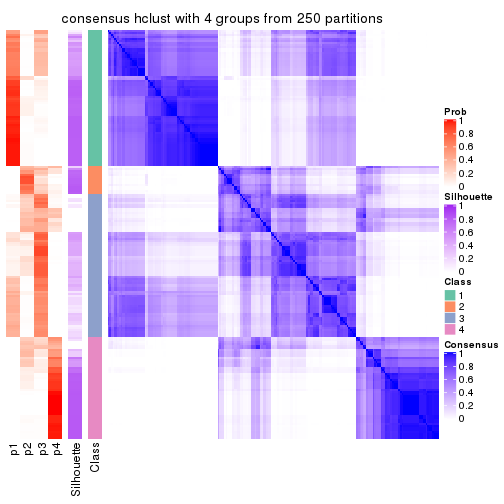 consensus hclust with 4 groups from 250 partitions
Prob
1
0.8
0.6
0.4
0.2
0
Silhouette
1
0.8
0.6
0.4
0.2
0
Class
1
2
3
4
Consensus
1
0.8
0.6
0.4
0.2
0
p1
p2
p3
p4
Silhouette
Class